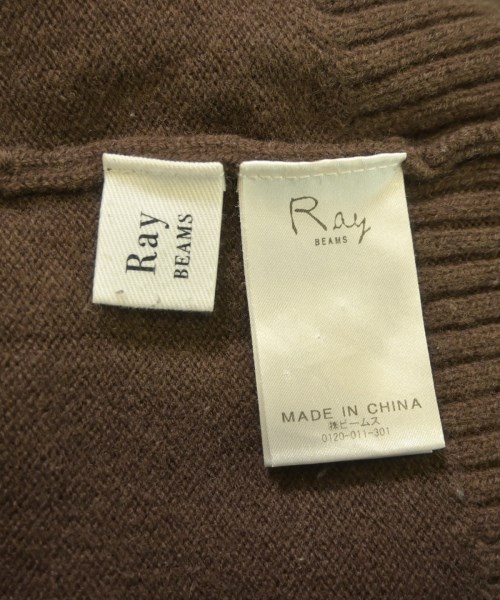 Ray
BEAMS
Ray
BEAMS
MADE IN CHINA
㈱ビームス
0120-011-301